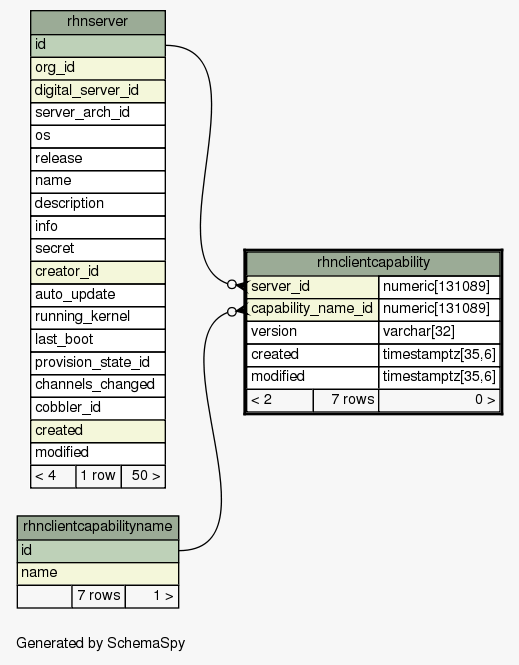 rhnserver
id
org_id
digital_server_id
server_arch_id
os
release
name
description
info
secret
creator_id
auto_update
running_kernel
last_boot
provision_state_id
channels_changed
cobbler_id
created
modified
< 4 1 row 50 >
rhnclientcapability
server_id numeric[131089]
capability_name_id numeric[131089]
version varchar[32]
created timestamptz[35,6]
modified timestamptz[35,6]
< 2 7 rows 0 >
rhnclientcapabilityname
id
name
7 rows 1 >
Generated by SchemaSpy